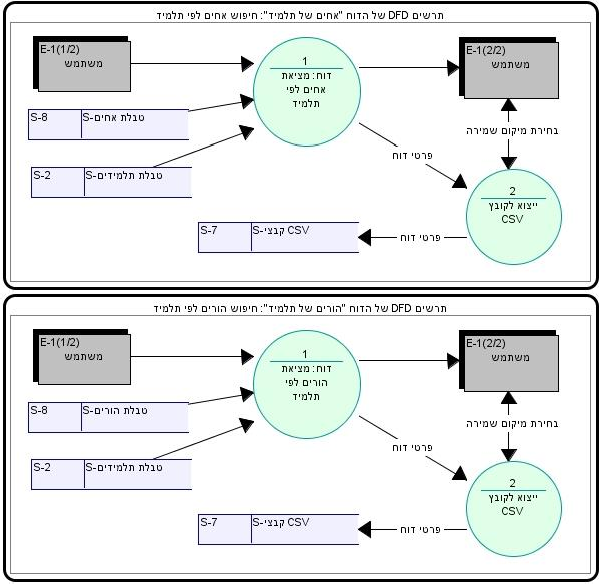 תרשים DFD של הדוח "אחים של תלמיד": חיפוש אחים לפי תלמיד
E-1(1/2)
משתמש
1
דוח: מציאת
אחים לפי
תלמיד
E-1(2/2)
משתמש
S-8
S-טבלת אחים
S-2
S-טבלת תלמידים
בחירת מיקום שמירה
פרטי דוח
2
ייצוא לקובץ
CSV
S-7
S-קבצי CSV
פרטי דוח
תרשים DFD של הדוח "הורים של תלמיד": חיפוש הורים לפי תלמיד
E-1(1/2)
משתמש
1
דוח: מציאת
הורים לפי
תלמיד
E-1(2/2)
משתמש
S-8
S-טבלת הורים
S-2
S-טבלת תלמידים
בחירת מיקום שמירה
פרטי דוח
2
ייצוא לקובץ
CSV
S-7
S-קבצי CSV
פרטי דוח